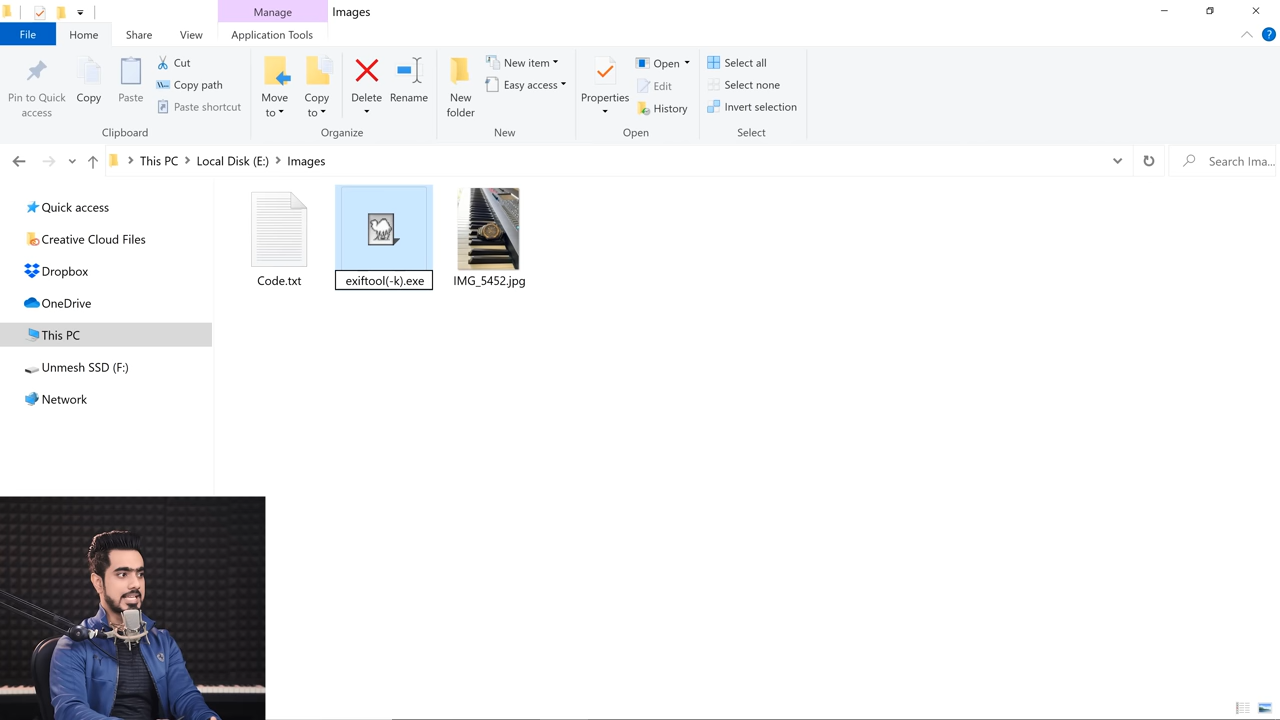 Manage
Images
File
Home
Share
View
Application Tools
Pin to Quick
access
Copy
Paste
Cut
Copy path
Paste shortcut
Clipboard
Move
to
Copy
to
Delete
Rename
Organize
New
folder
New item
Easy access
New
Properties
Open
Edit
History
Open
Select all
Select none
Invert selection
Select
This PC
Local Disk (E:)
Images
Search Ima...
Quick access
Creative Cloud Files
Dropbox
OneDrive
This PC
Unmesh SSD (F:)
Network
Code.txt
exiftool(-k).exe
IMG_5452.jpg